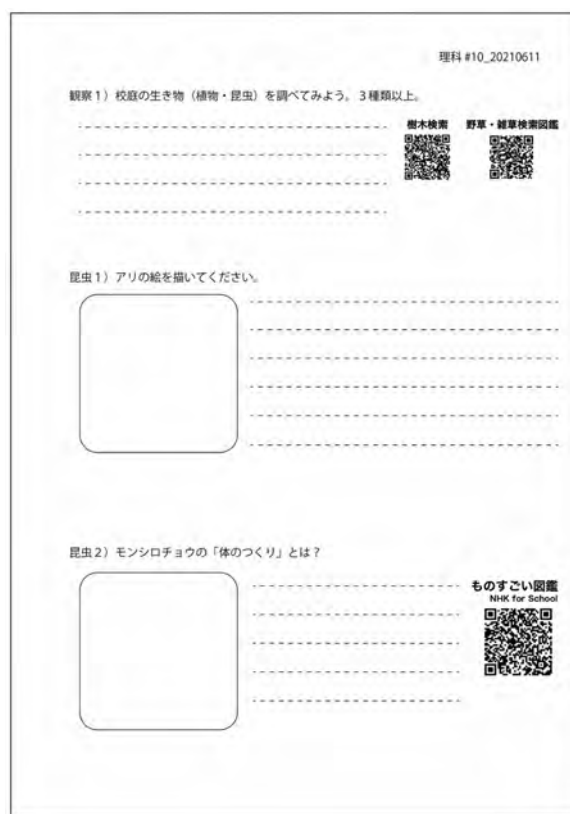 理科 #10_20210611
観察1）校庭の生き物（植物・昆虫）を調べてみよう。3種類以上。
樹木検索 野草・雑草検索図鑑
昆虫1）アリの絵を描いてください。
昆虫2）モンシロチョウの「体のつくり」とは？
ものすごい図鑑
NHK for School